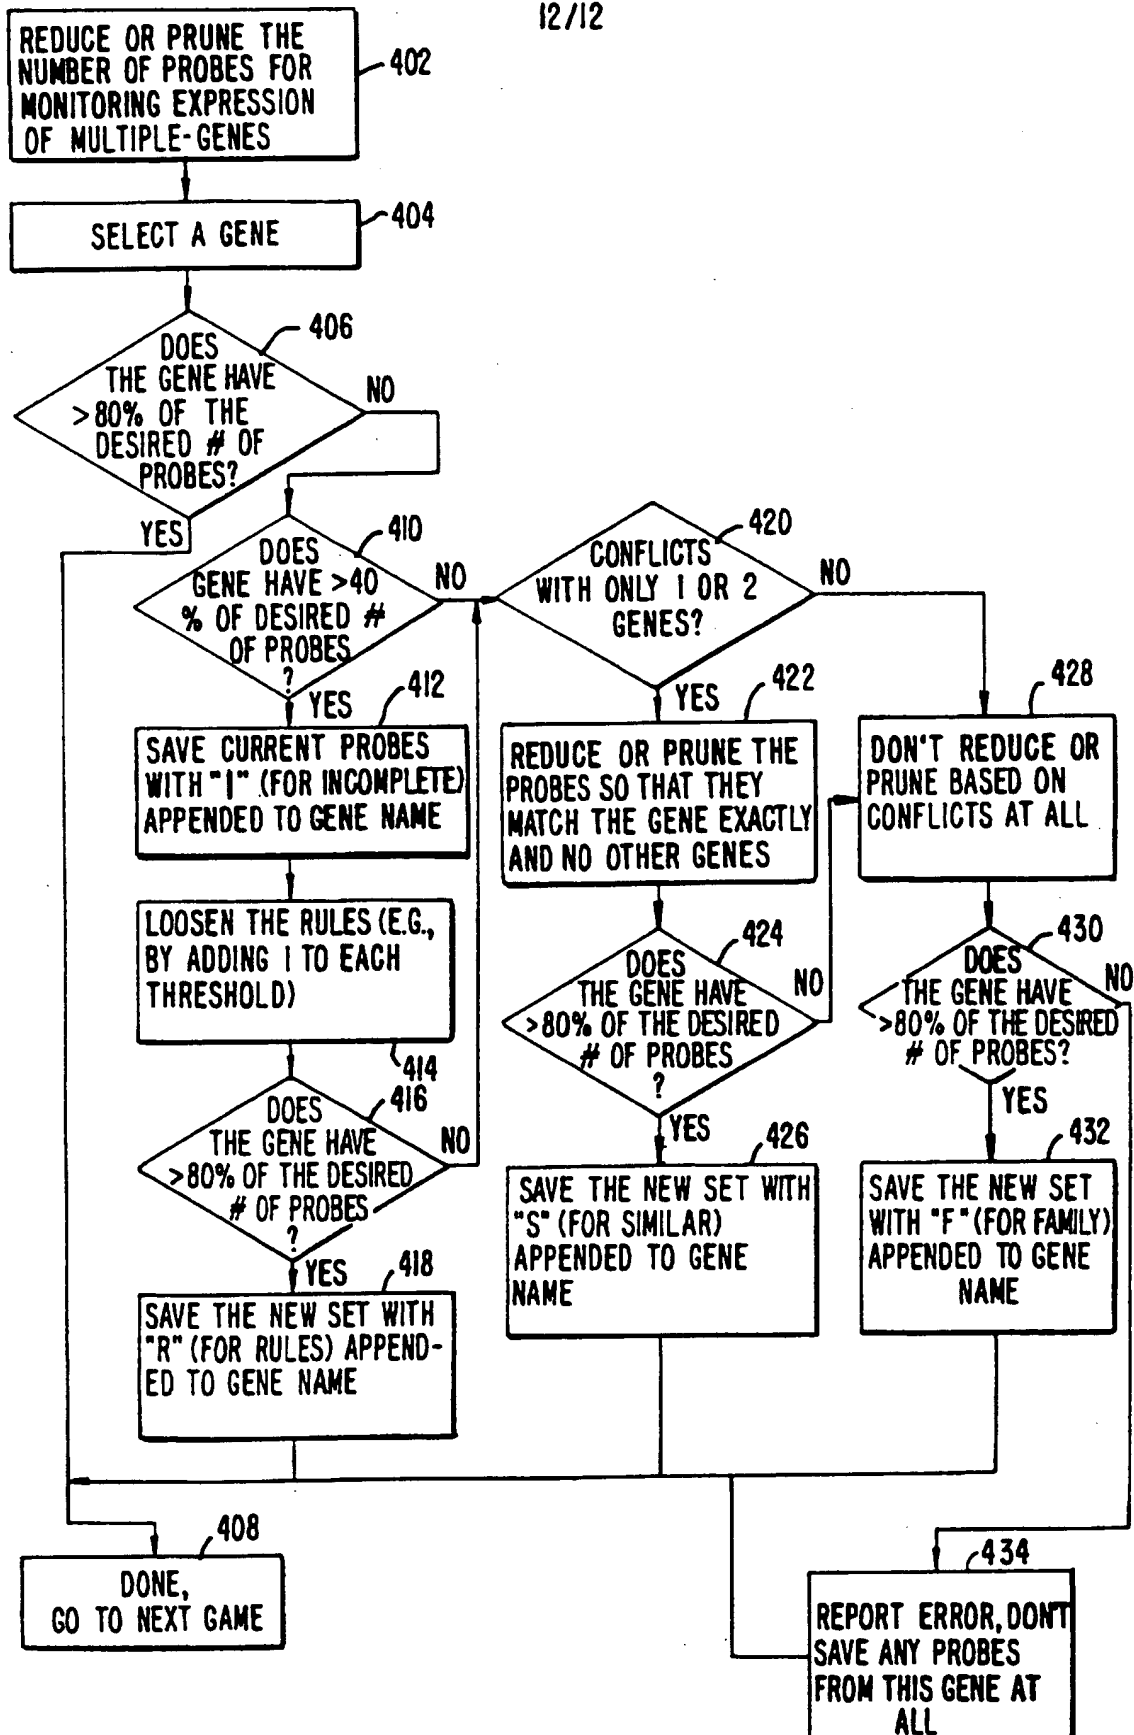 12/12
REDUCE OR PRUNE THE
NUMBER OF PROBES FOR
MONITORING EXPRESSION
OF MULTIPLE-GENES
402
SELECT A GENE
404
406
DOES
THE GENE HAVE
>80% OF THE
DESIRED # OF
PROBES?
NO
YES
410
DOES
GENE HAVE >40
% OF DESIRED #
OF PROBES
?
NO
YES
420
CONFLICTS
WITH ONLY 1 OR 2
GENES?
NO
YES
412
SAVE CURRENT PROBES
WITH "I" (FOR INCOMPLETE)
APPENDED TO GENE NAME
422
REDUCE OR PRUNE THE
PROBES SO THAT THEY
MATCH THE GENE EXACTLY
AND NO OTHER GENES
428
DON'T REDUCE OR
PRUNE BASED ON
CONFLICTS AT ALL
LOOSEN THE RULES (E.G.,
BY ADDING 1 TO EACH
THRESHOLD)
414
424
DOES
THE GENE HAVE
>80% OF THE DESIRED
# OF PROBES
?
NO
YES
430
DOES
THE GENE HAVE
>80% OF THE DESIRED
# OF PROBES?
NO
YES
416
DOES
THE GENE HAVE
>80% OF THE DESIRED
# OF PROBES
?
NO
YES
426
SAVE THE NEW SET WITH
"S" (FOR SIMILAR)
APPENDED TO GENE
NAME
432
SAVE THE NEW SET
WITH "F" (FOR FAMILY)
APPENDED TO GENE
NAME
418
SAVE THE NEW SET WITH
"R" (FOR RULES) APPEND-
ED TO GENE NAME
408
DONE,
GO TO NEXT GAME
434
REPORT ERROR, DON'T
SAVE ANY PROBES
FROM THIS GENE AT
ALL